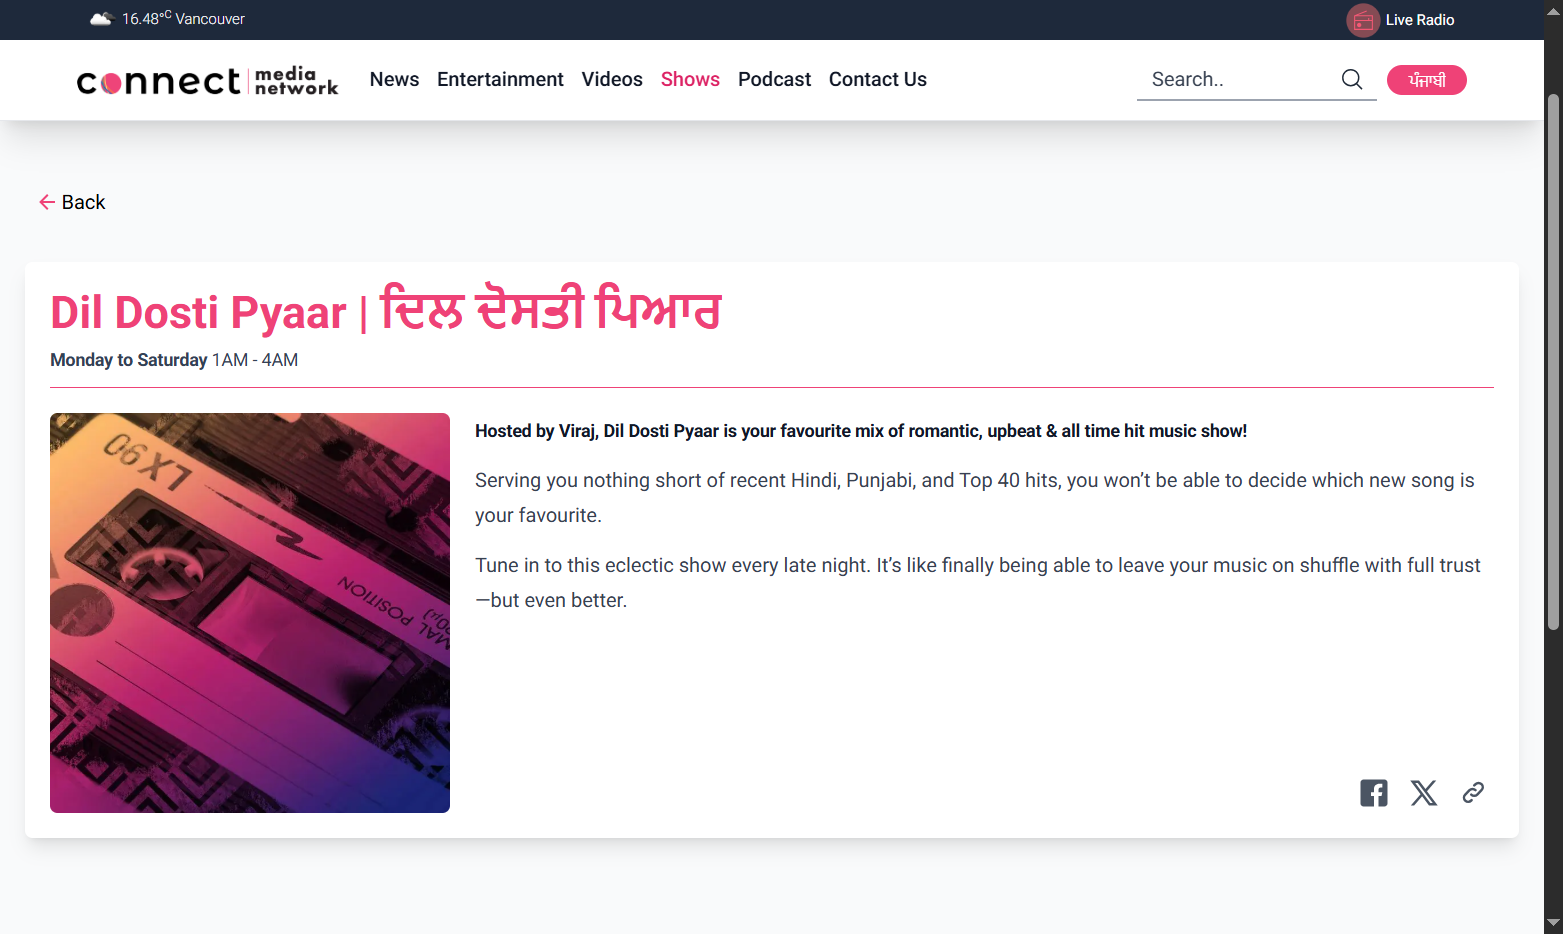 16.48°C Vancouver
Live Radio
connect media network
News Entertainment Videos Shows Podcast Contact Us
Search..
ਪੰਜਾਬੀ
Back
Dil Dosti Pyaar | ਦਿਲ ਦੋਸਤੀ ਪਿਆਰ
Monday to Saturday 1AM - 4AM
LX90
MAL POSITION
Hosted by Viraj, Dil Dosti Pyaar is your favourite mix of romantic, upbeat & all time hit music show!
Serving you nothing short of recent Hindi, Punjabi, and Top 40 hits, you won’t be able to decide which new song is
your favourite.
Tune in to this eclectic show every late night. It’s like finally being able to leave your music on shuffle with full trust
—but even better.